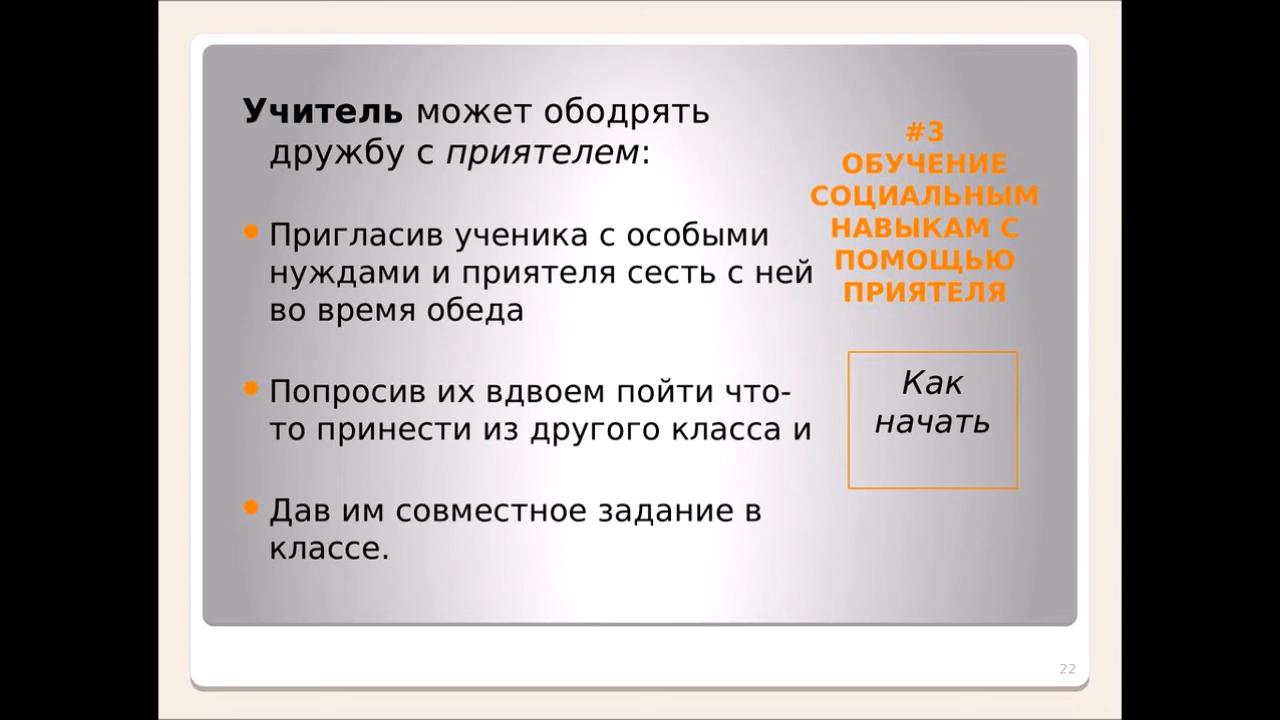 Учитель может ободрять
дружбу с приятелем:
Пригласив ученика с особыми
нуждами и приятеля сесть с ней
во время обеда
Попросив их вдвоем пойти что-
то принести из другого класса и
Дав им совместное задание в
классе.
#3
ОБУЧЕНИЕ
СОЦИАЛЬНЫМ
НАВЫКАМ С
ПОМОЩЬЮ
ПРИЯТЕЛЯ
Как
начать
22